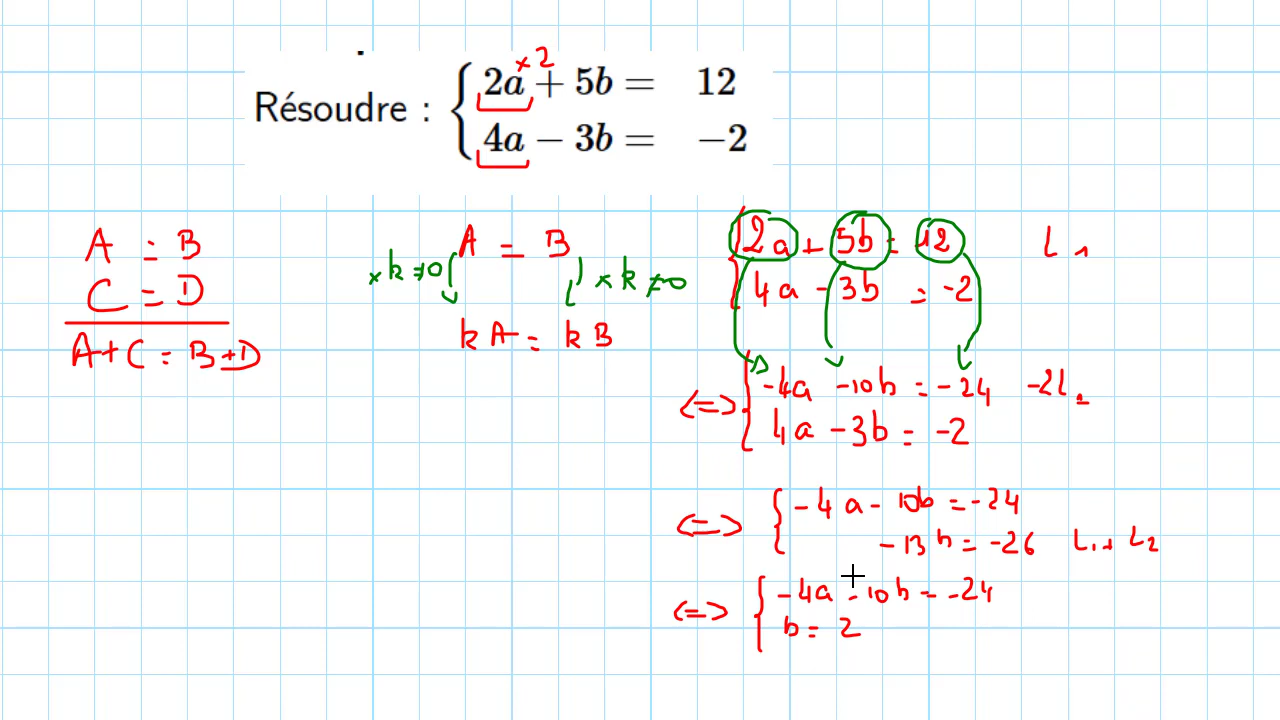 Résoudre : { 2a + 5b = 12
× 2
4a − 3b = −2
A = B
C = D
A+C = B+D
A = B
×k≠0
×k≠0
kA = kB
2a + 5b = 12 L1
4a - 3b = -2
<=> { -4a -10b = -24 -2L1
4a - 3b = -2
<=> { -4a - 10b = -24
-13b = -26 L1+L2
<=> { -4a - 10b = -24
b = 2